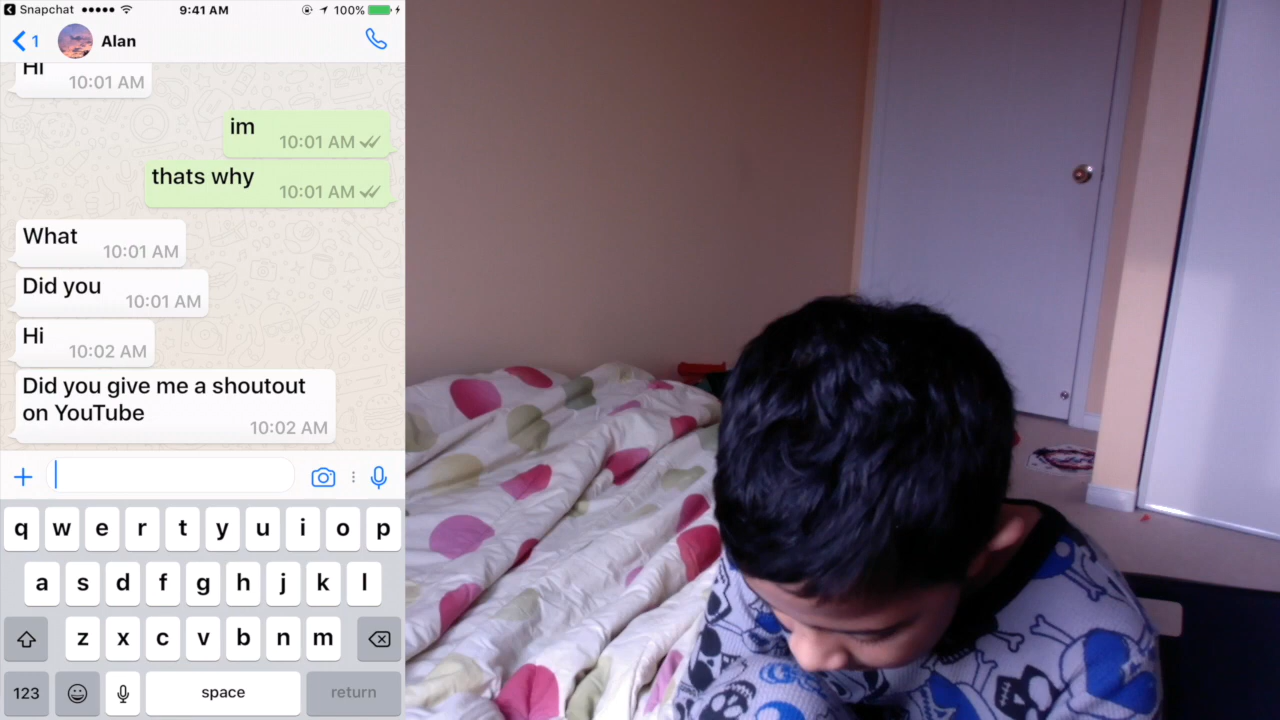 Snapchat 9:41 AM 100%
1 Alan
Hi
10:01 AM
im
10:01 AM
thats why
10:01 AM
What
10:01 AM
Did you
10:01 AM
Hi
10:02 AM
Did you give me a shoutout
on YouTube
10:02 AM
q w e r t y u i o p
a s d f g h j k l
z x c v b n m
123 space return